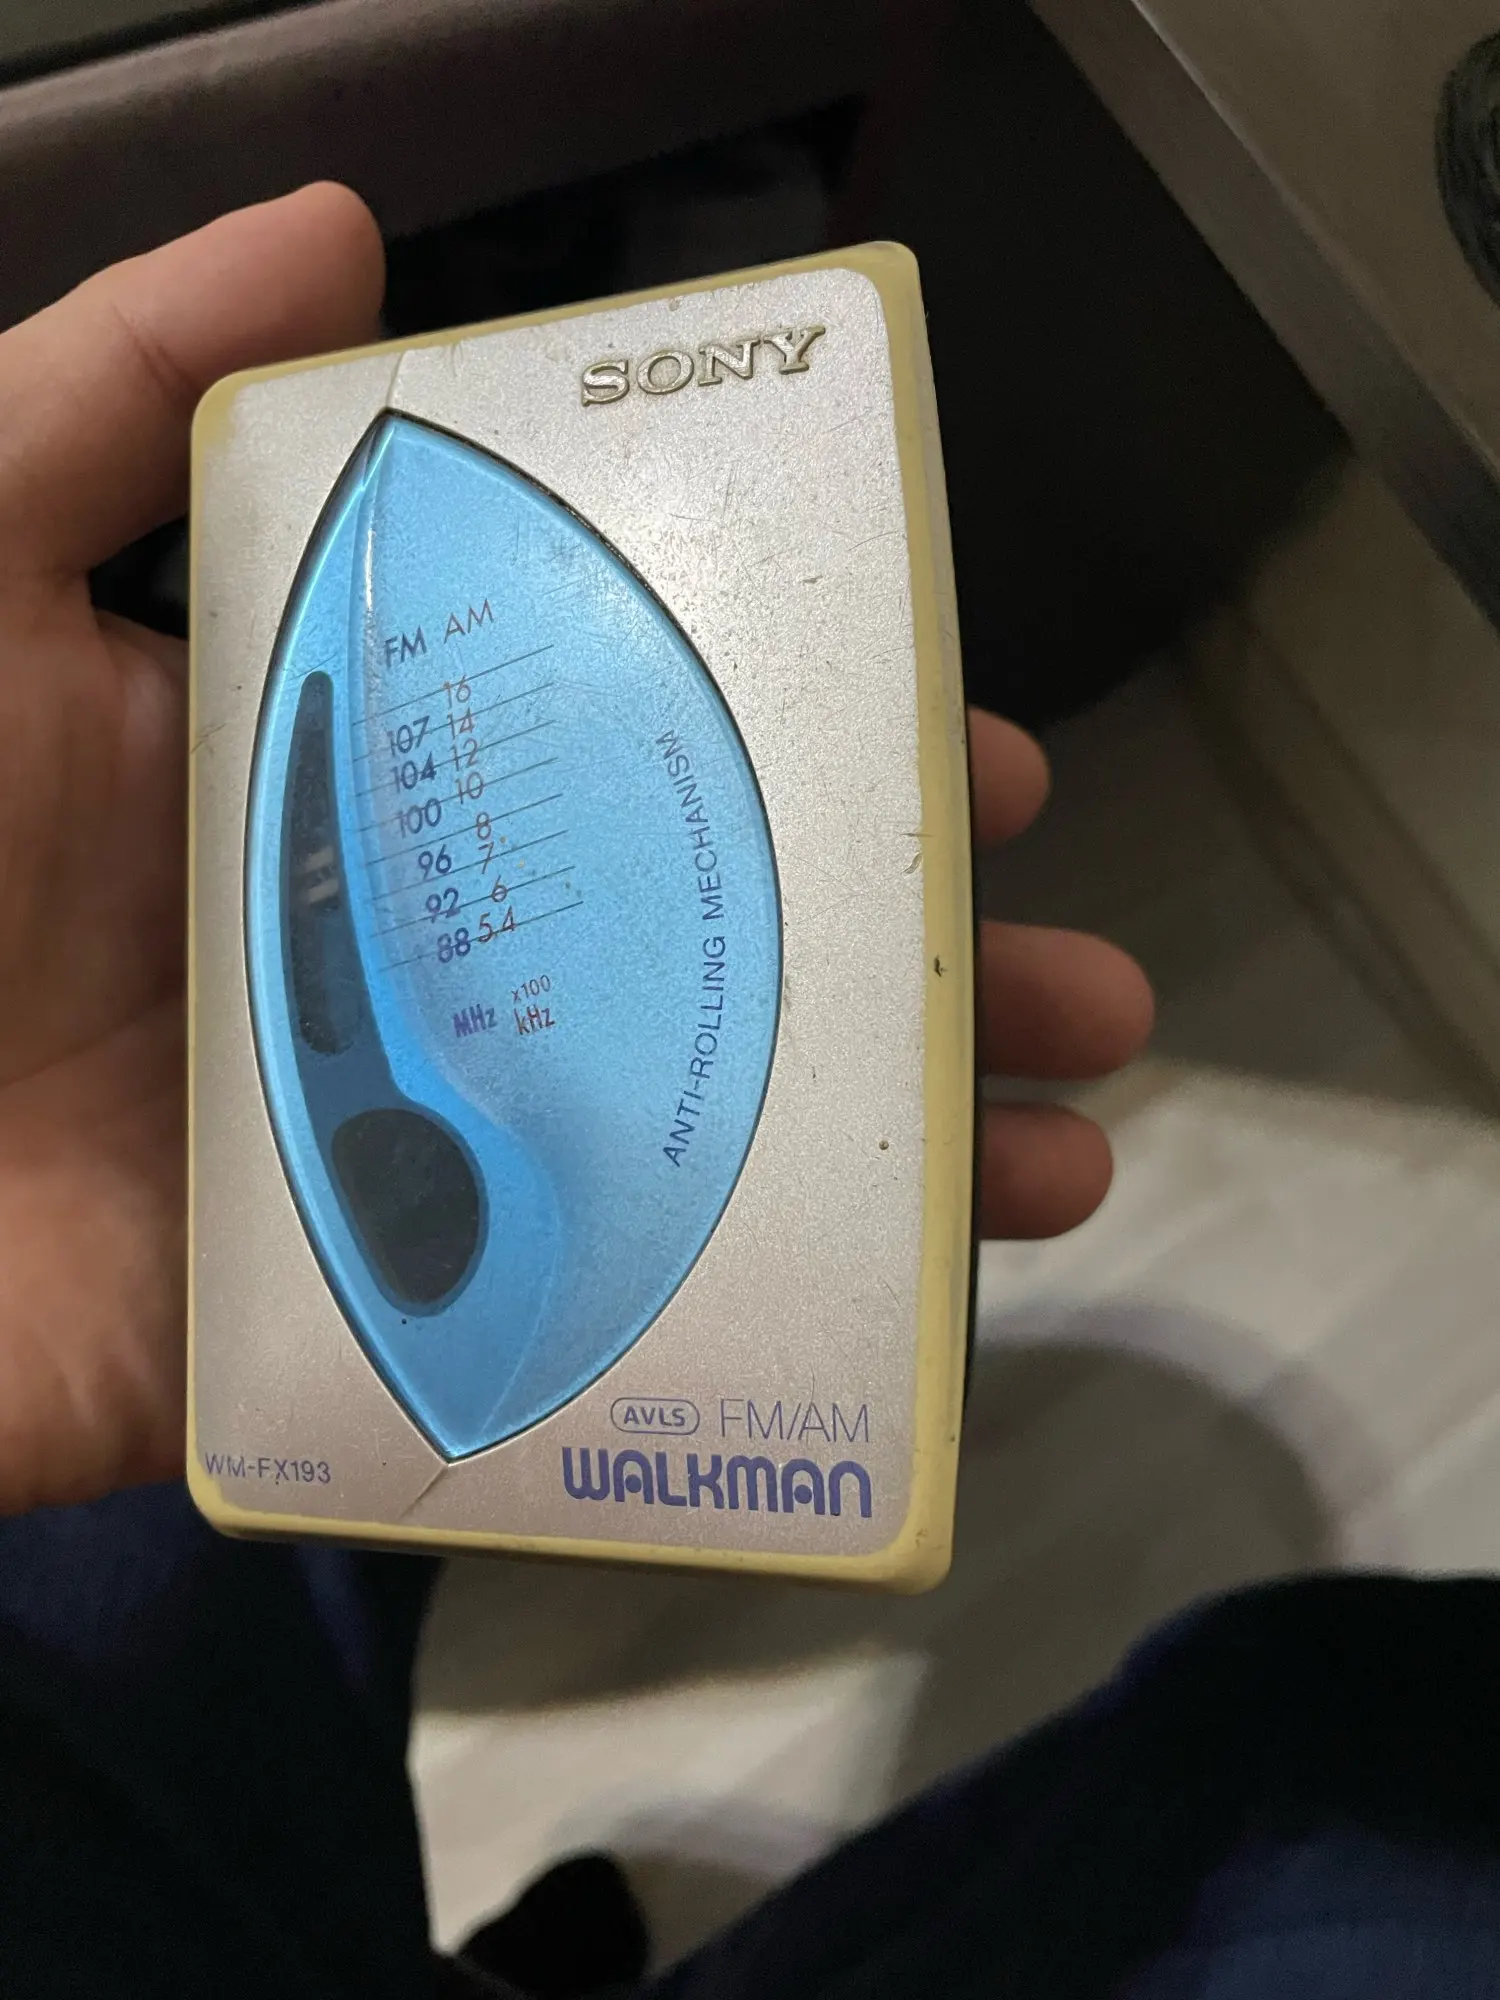 SONY
FM AM
16
107 14
104 12
100 10
8
96 7
92 6
88 5.4
MHz x100 kHz
ANTI-ROLLING MECHANISM
AVLS FM/AM
WALKMAN
WM-FX193